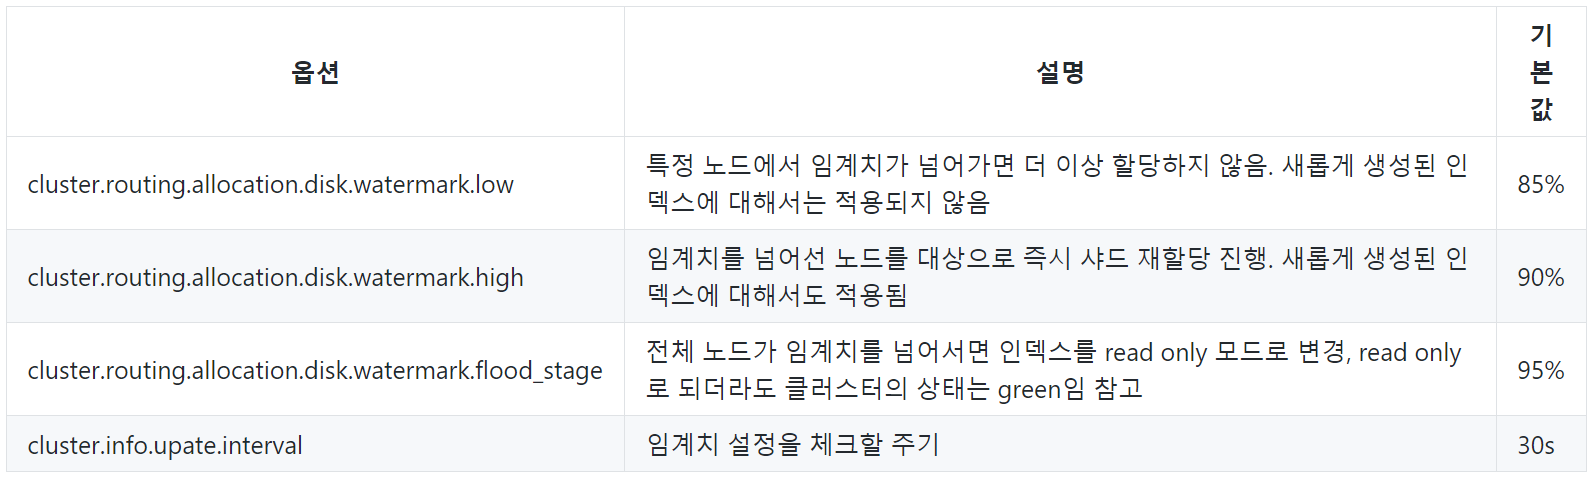 옵션
설명
기
본
값
cluster.routing.allocation.disk.watermark.low
특정 노드에서 임계치가 넘어가면 더 이상 할당하지 않음. 새롭게 생성된 인
덱스에 대해서는 적용되지 않음
85%
cluster.routing.allocation.disk.watermark.high
임계치를 넘어선 노드를 대상으로 즉시 샤드 재할당 진행. 새롭게 생성된 인
덱스에 대해서도 적용됨
90%
cluster.routing.allocation.disk.watermark.flood_stage
전체 노드가 임계치를 넘어서면 인덱스를 read only 모드로 변경, read only
로 되더라도 클러스터의 상태는 green임 참고
95%
cluster.info.upate.interval
임계치 설정을 체크할 주기
30s